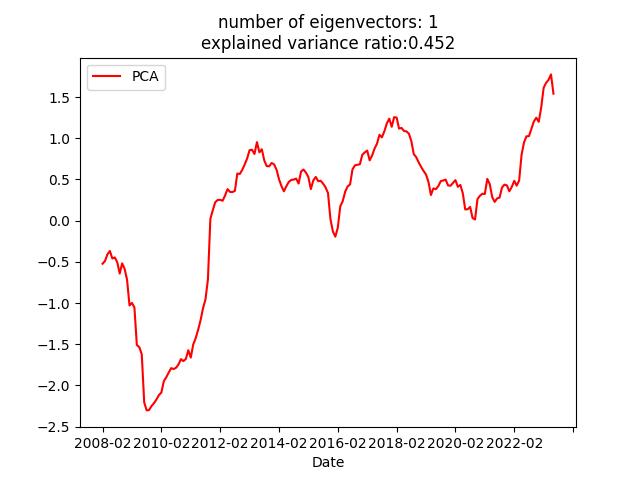 number of eigenvectors: 1
explained variance ratio:0.452
PCA
1.5
1.0
0.5
0.0
−0.5
−1.0
−1.5
−2.0
−2.5
2008-02 2010-02 2012-02 2014-02 2016-02 2018-02 2020-02 2022-02
Date